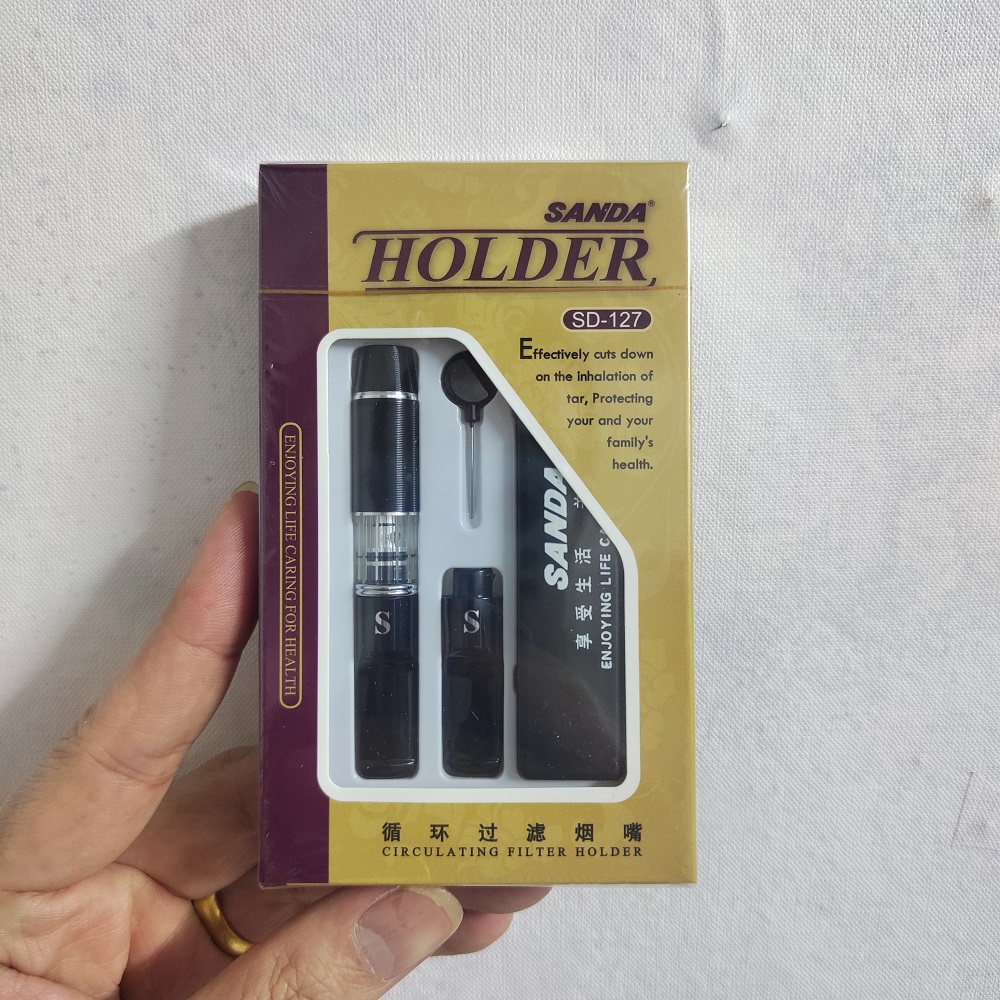 SANDA®
HOLDER
SD-127
Effectively cuts down
on the inhalation of
tar, Protecting
your and your
family's
health.
ENJOYING LIFE CARING FOR HEALTH
S
S
SANDA
享受生活
ENJOYING LIFE
循环过滤烟嘴
CIRCULATING FILTER HOLDER